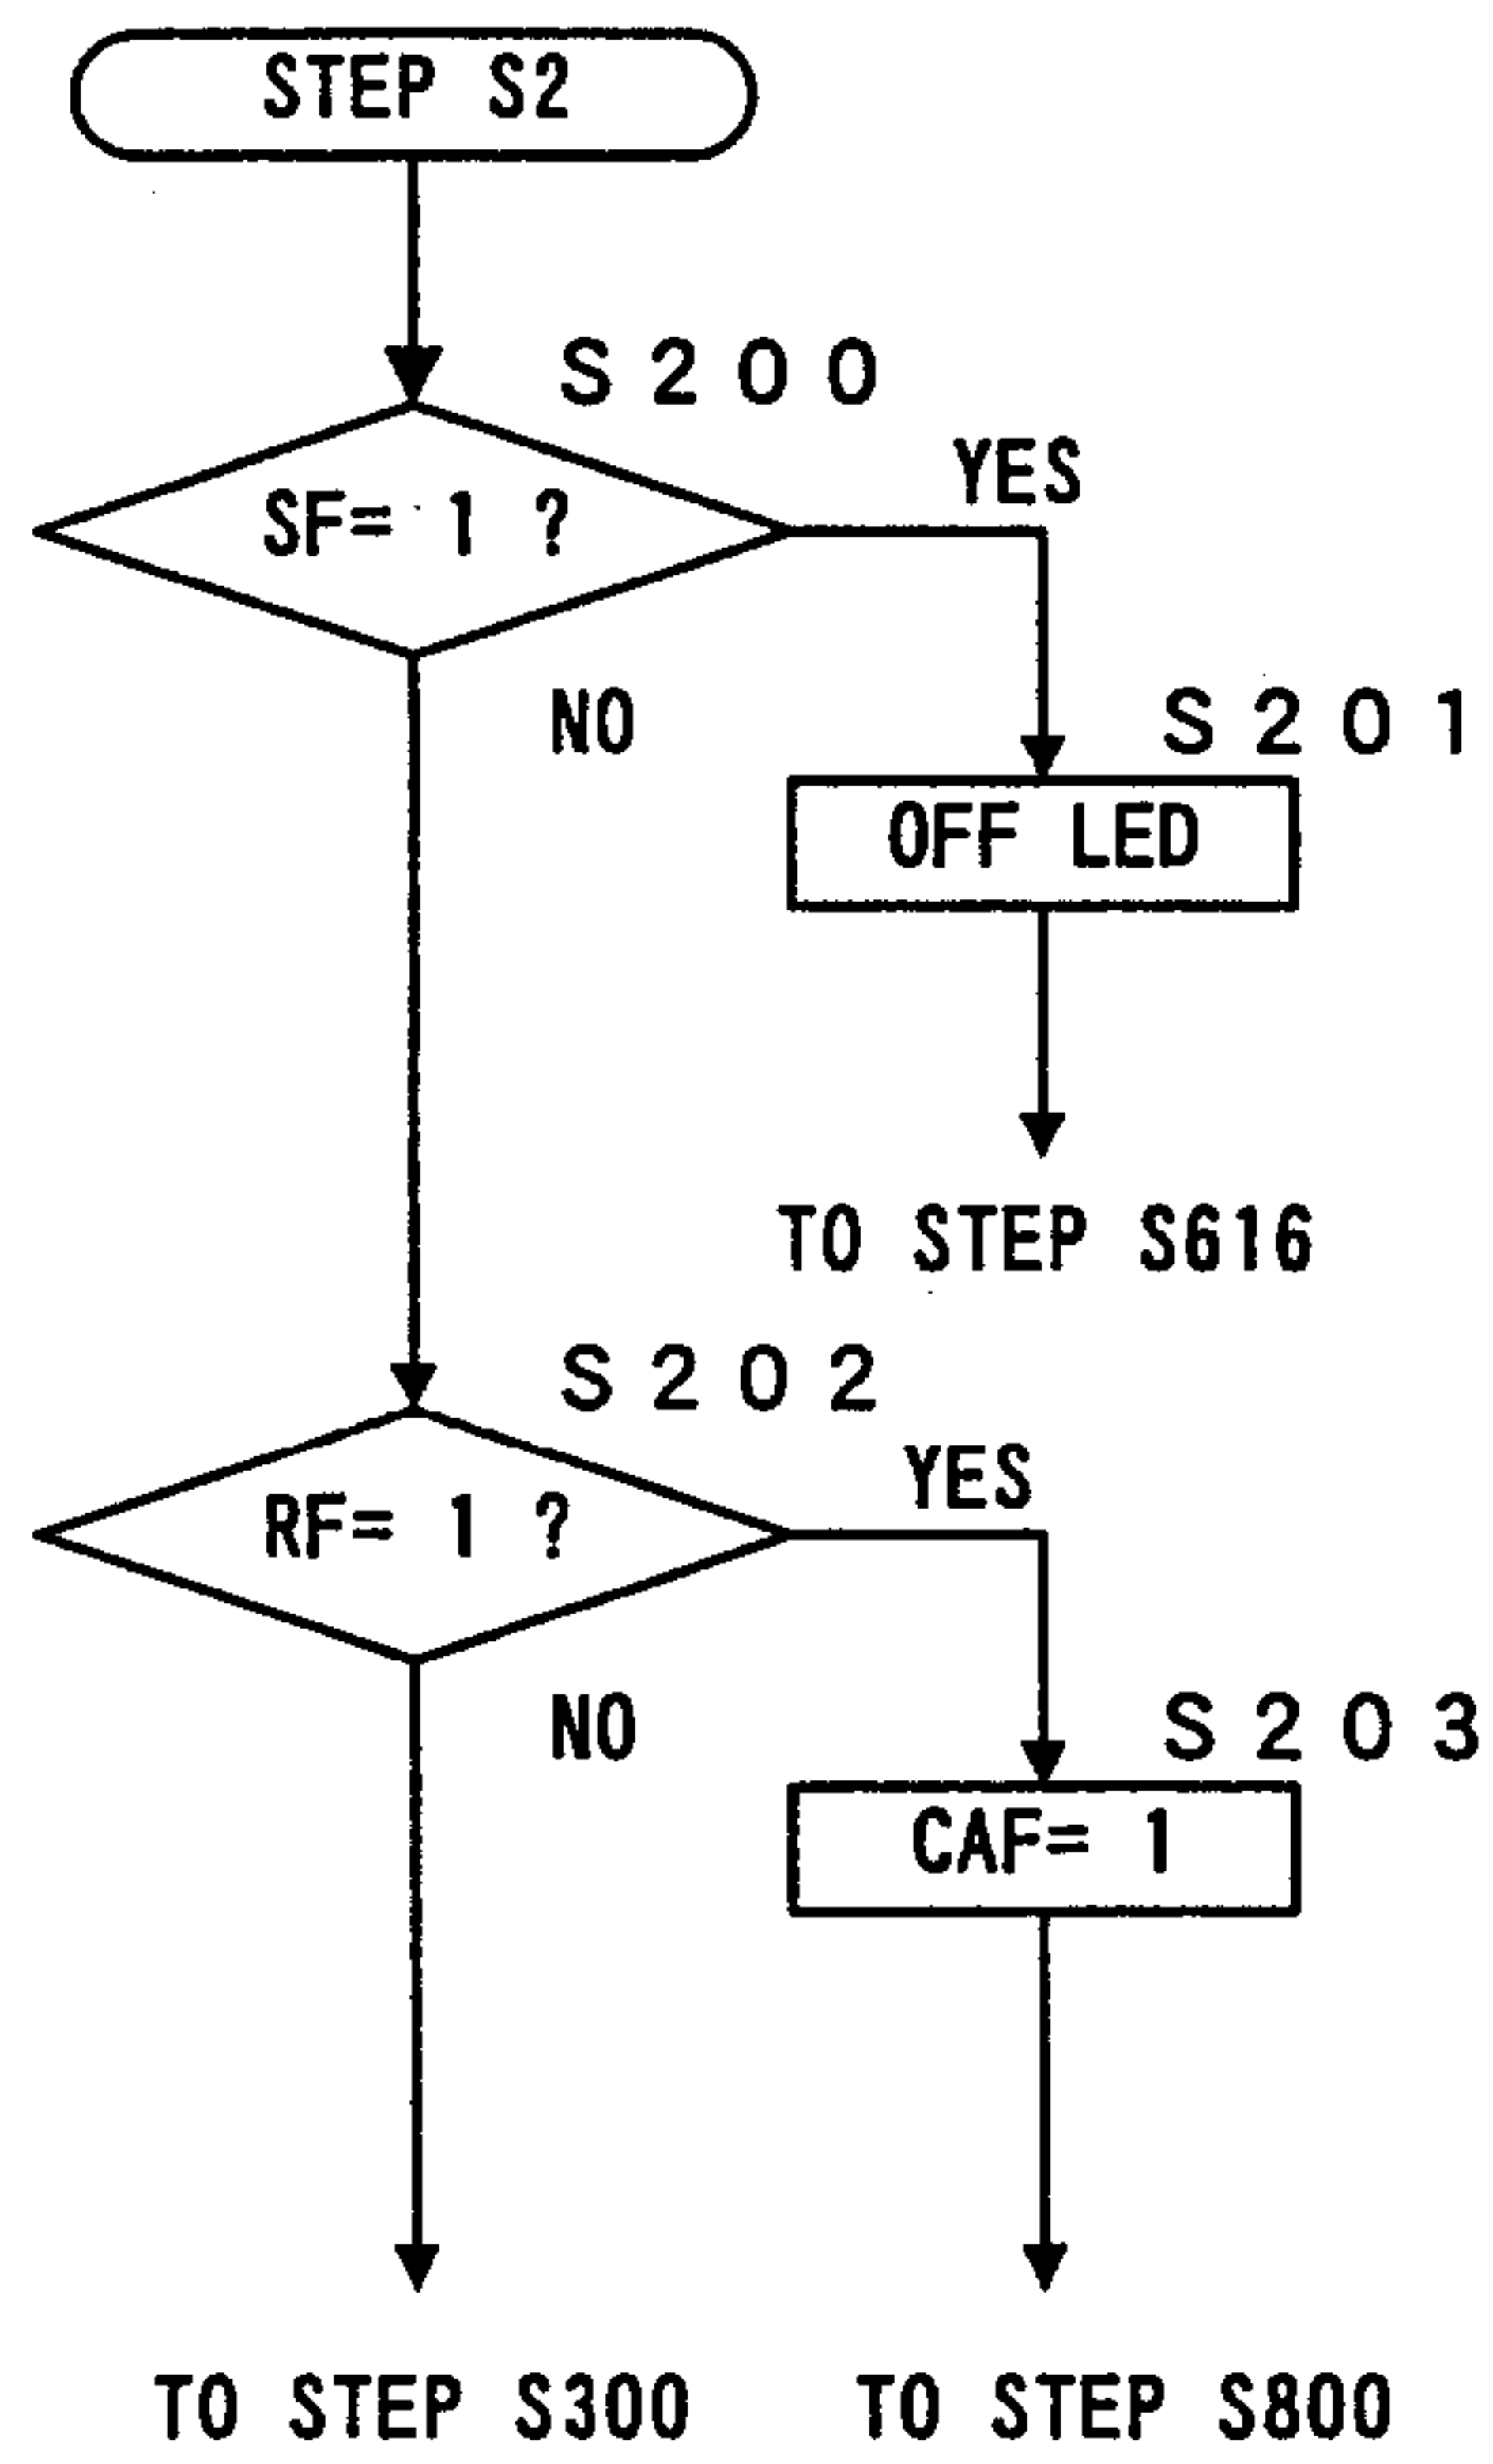 STEP S2
S200
SF= 1 ?
YES
NO
S201
OFF LED
TO STEP S616
S202
RF= 1 ?
YES
NO
S203
CAF= 1
TO STEP S300
TO STEP S800